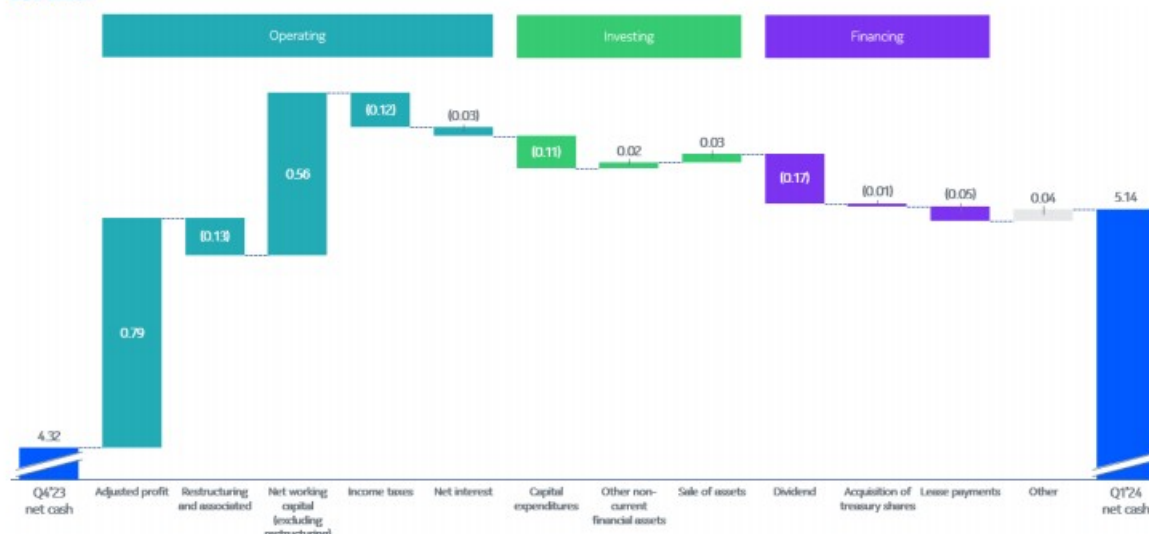 Operating
Investing
Financing
(0.12)
(0.03)
0.56
(0.11)
0.02
0.03
(0.17)
(0.01)
(0.05)
0.04
5.14
(0.13)
0.79
4.32
Q4'23
net cash
Adjusted profit
Restructuring
and associated
Net working
capital
(excluding
restructuring)
Income taxes
Net interest
Capital
expenditures
Other non-
current
financial assets
Sale of assets
Dividend
Acquisition of
treasury shares
Lease payments
Other
Q1'24
net cash